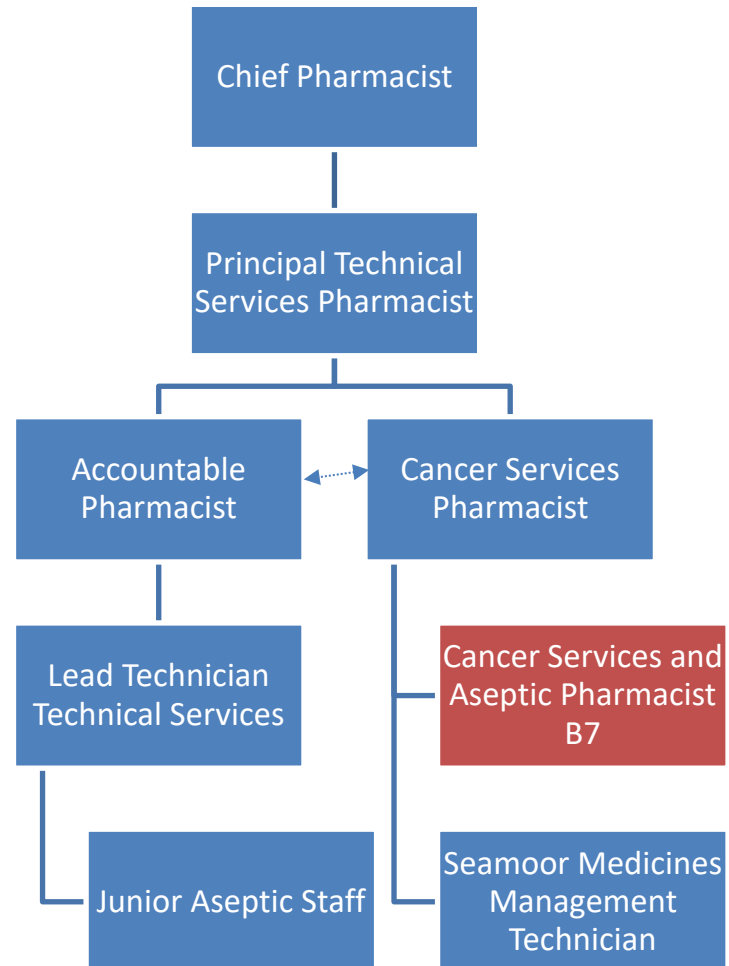 Chief Pharmacist
Principal Technical
Services Pharmacist
Accountable
Pharmacist
Cancer Services
Pharmacist
Lead Technician
Technical Services
Cancer Services and
Aseptic Pharmacist
B7
Junior Aseptic Staff
Seamoor Medicines
Management
Technician